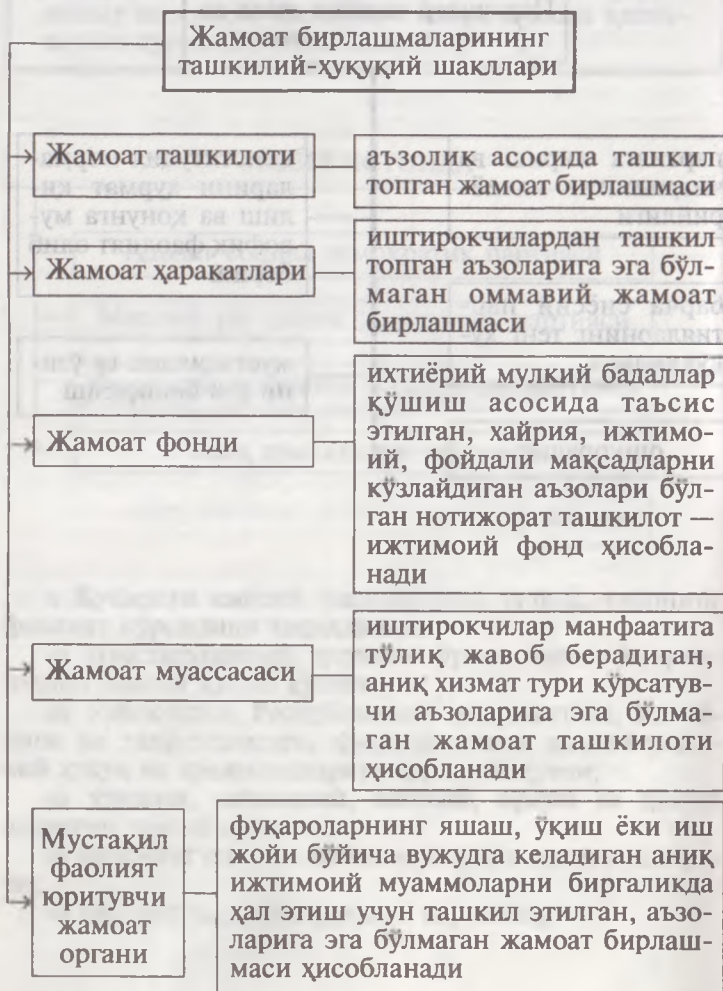 Жамоат бирлашмаларининг
ташкилий-ҳуқуқий шакллари
Жамоат ташкилоти
аъзолик асосида ташкил
топган жамоат бирлашмаси
Жамоат ҳаракатлари
иштирокчилардан ташкил
топган аъзоларига эга бўл-
маган оммавий жамоат
бирлашмаси
Жамоат фонди
ихтиёрий мулкий бадаллар
қўшиш асосида таъсис
этилган, хайрия, ижтимо-
ий, фойдали мақсадларни
кўзлайдиган аъзолари бўл-
ган нотижорат ташкилот —
ижтимоий фонд ҳисобла-
нади
Жамоат муассасаси
иштирокчилар манфаатига
тўлиқ жавоб берадиган,
аниқ хизмат тури кўрсатув-
чи аъзоларига эга бўлма-
ган жамоат ташкилоти
ҳисобланади
Мустақил
фаолият
юритувчи
жамоат
органи
фуқароларнинг яшаш, ўқиш ёки иш
жойи бўйича вужудга келадиган аниқ
ижтимоий муаммоларни биргаликда
ҳал этиш учун ташкил этилган, аъзо-
ларига эга бўлмаган жамоат бирлаш-
маси ҳисобланади